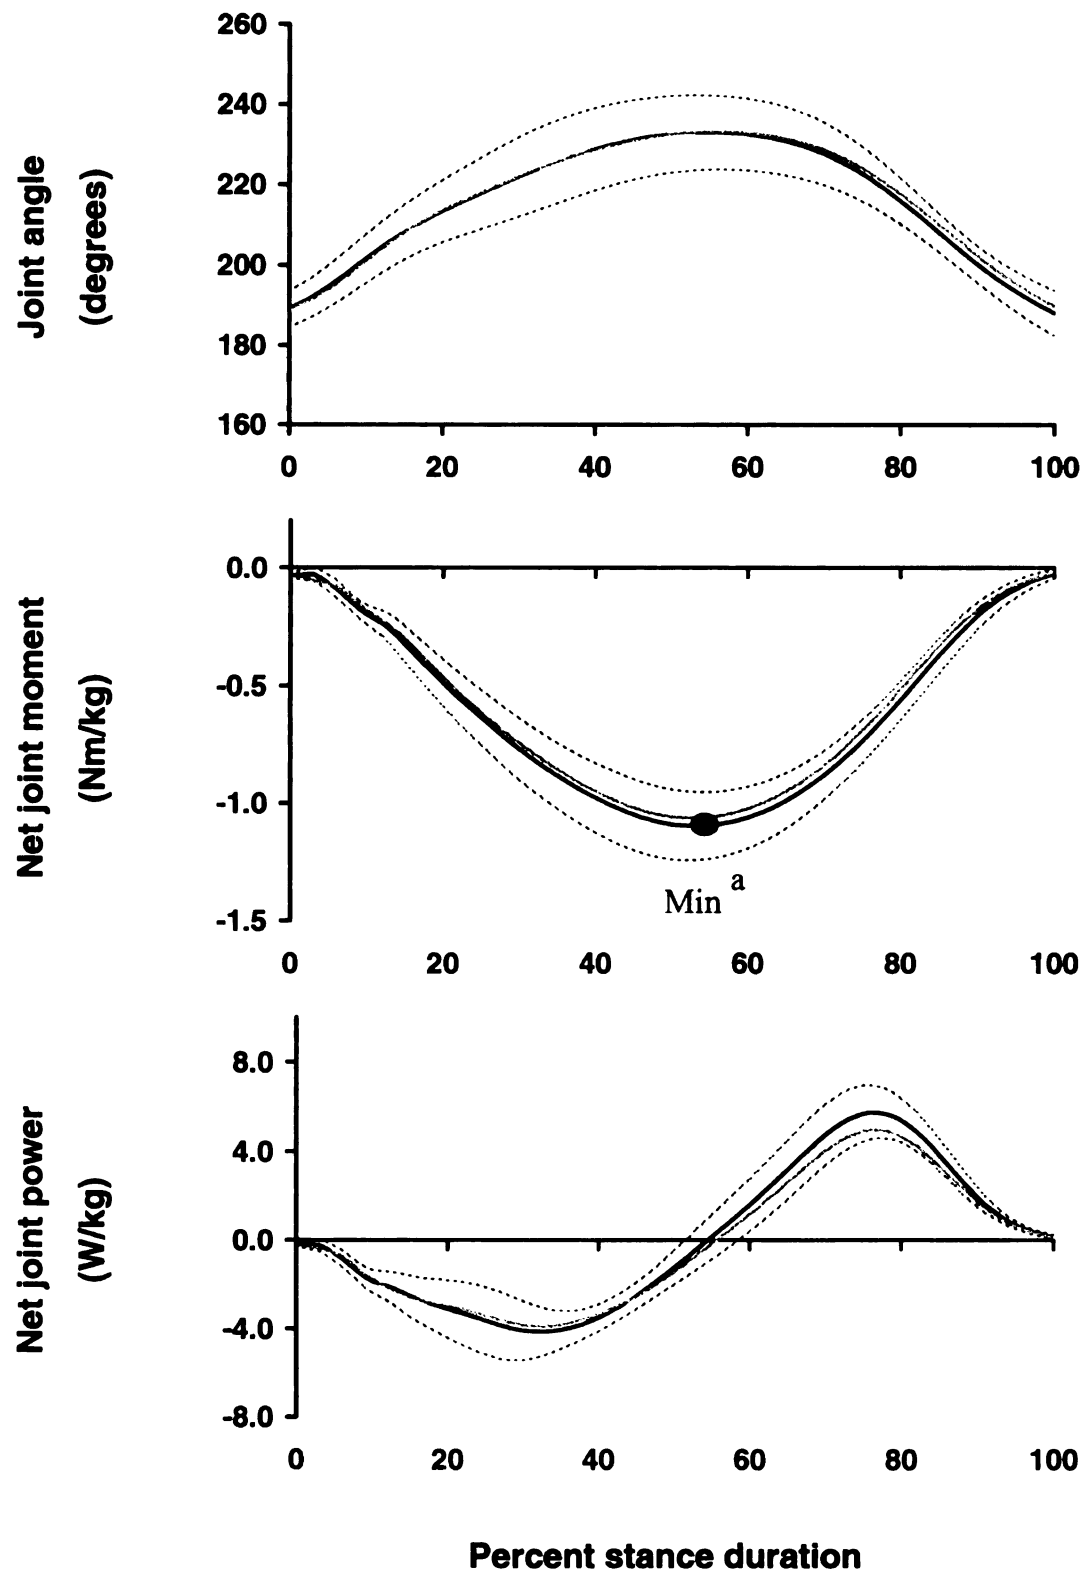 Joint angle
(degrees)
260
240
220
200
180
160
0 20 40 60 80 100
Net joint moment
(Nm/kg)
0.0
-0.5
-1.0
-1.5
Min a
0 20 40 60 80 100
Net joint power
(W/kg)
8.0
4.0
0.0
-4.0
-8.0
0 20 40 60 80 100
Percent stance duration